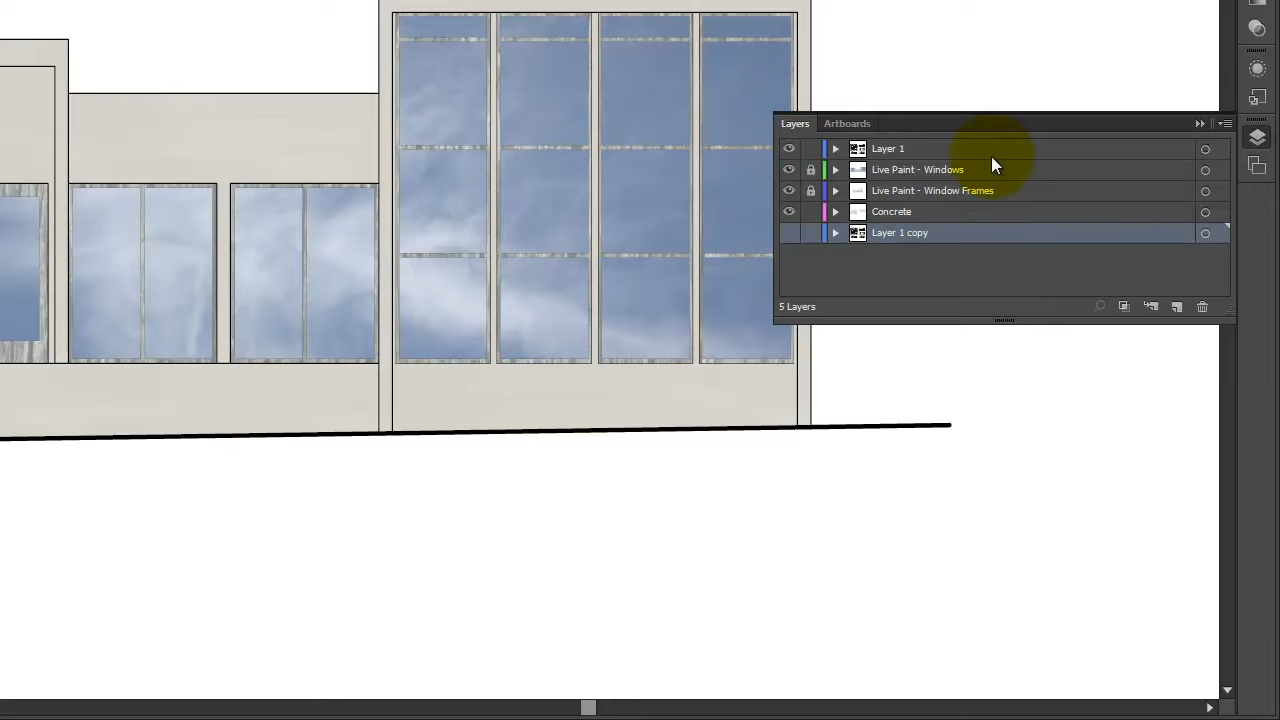 Layers Artboards
Layer 1
Live Paint - Windows
Live Paint - Window Frames
Concrete
Layer 1 copy
5 Layers